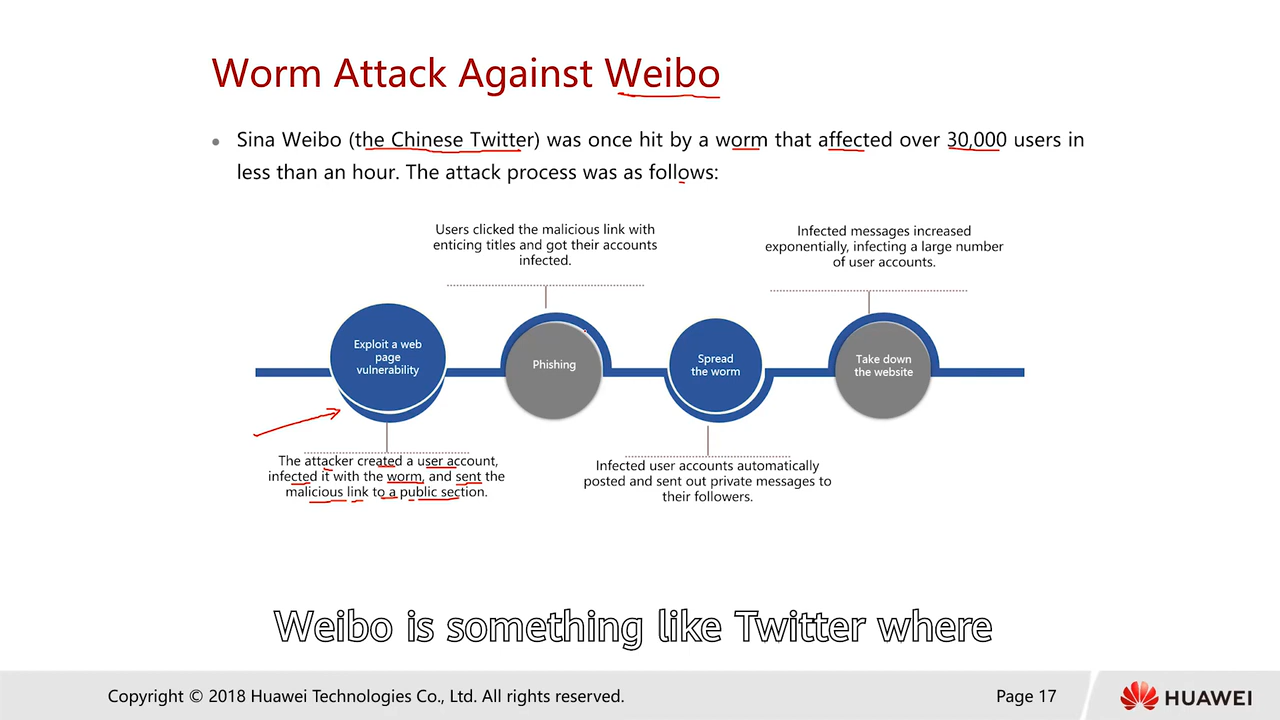 Worm Attack Against Weibo
• Sina Weibo (the Chinese Twitter) was once hit by a worm that affected over 30,000 users in
less than an hour. The attack process was as follows:
Users clicked the malicious link with
enticing titles and got their accounts
infected.
Infected messages increased
exponentially, infecting a large number
of user accounts.
Exploit a web
page
vulnerability
Phishing
Spread
the worm
Take down
the website
The attacker created a user account,
infected it with the worm, and sent the
malicious link to a public section.
Infected user accounts automatically
posted and sent out private messages to
their followers.
Weibo is something like Twitter where
Copyright © 2018 Huawei Technologies Co., Ltd. All rights reserved.
Page 17
HUAWEI